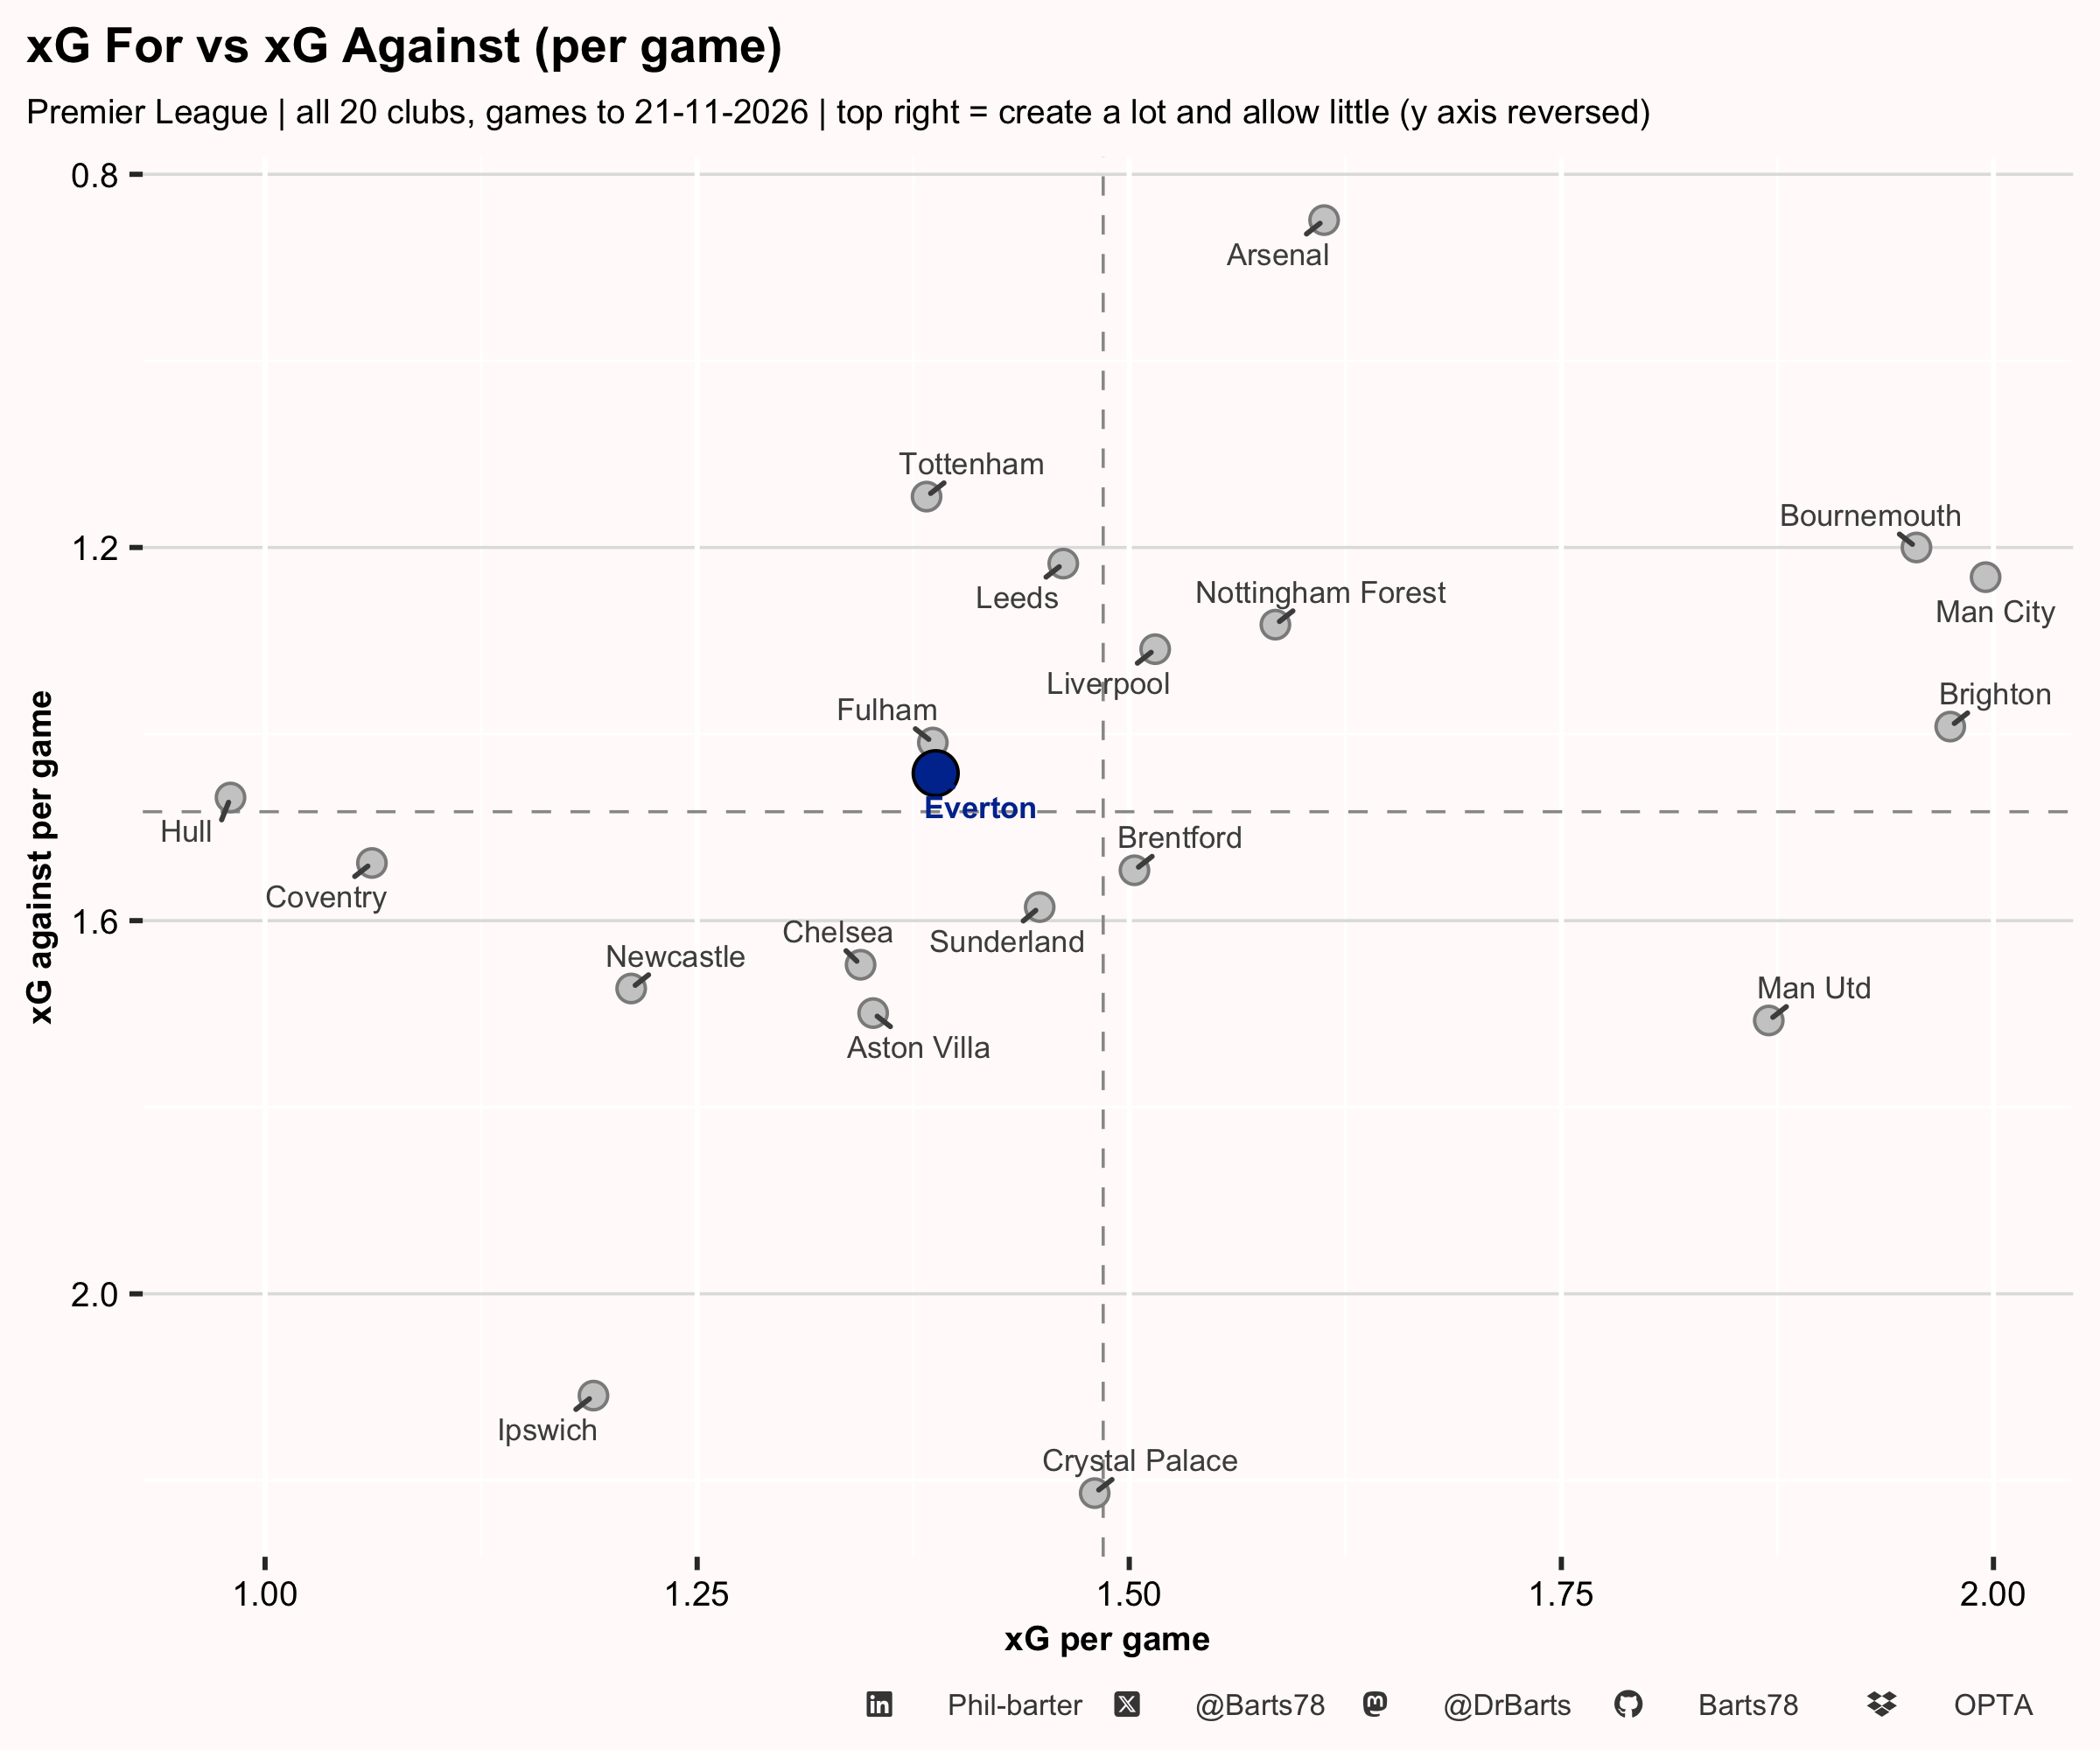 xG For vs xG Against (per game)
Premier League | all 20 clubs, games to 21-11-2026 | top right = create a lot and allow little (y axis reversed)
0.8
Arsenal
Tottenham
Bournemouth
1.2
Leeds
Nottingham Forest
Man City
Liverpool
Brighton
Fulham
xG against per game
Everton
Hull
Brentford
Coventry
1.6
Chelsea
Sunderland
Newcastle
Man Utd
Aston Villa
2.0
Ipswich
Crystal Palace
1.00 1.25 1.50 1.75 2.00
xG per game
Phil-barter @Barts78 @DrBarts Barts78 OPTA